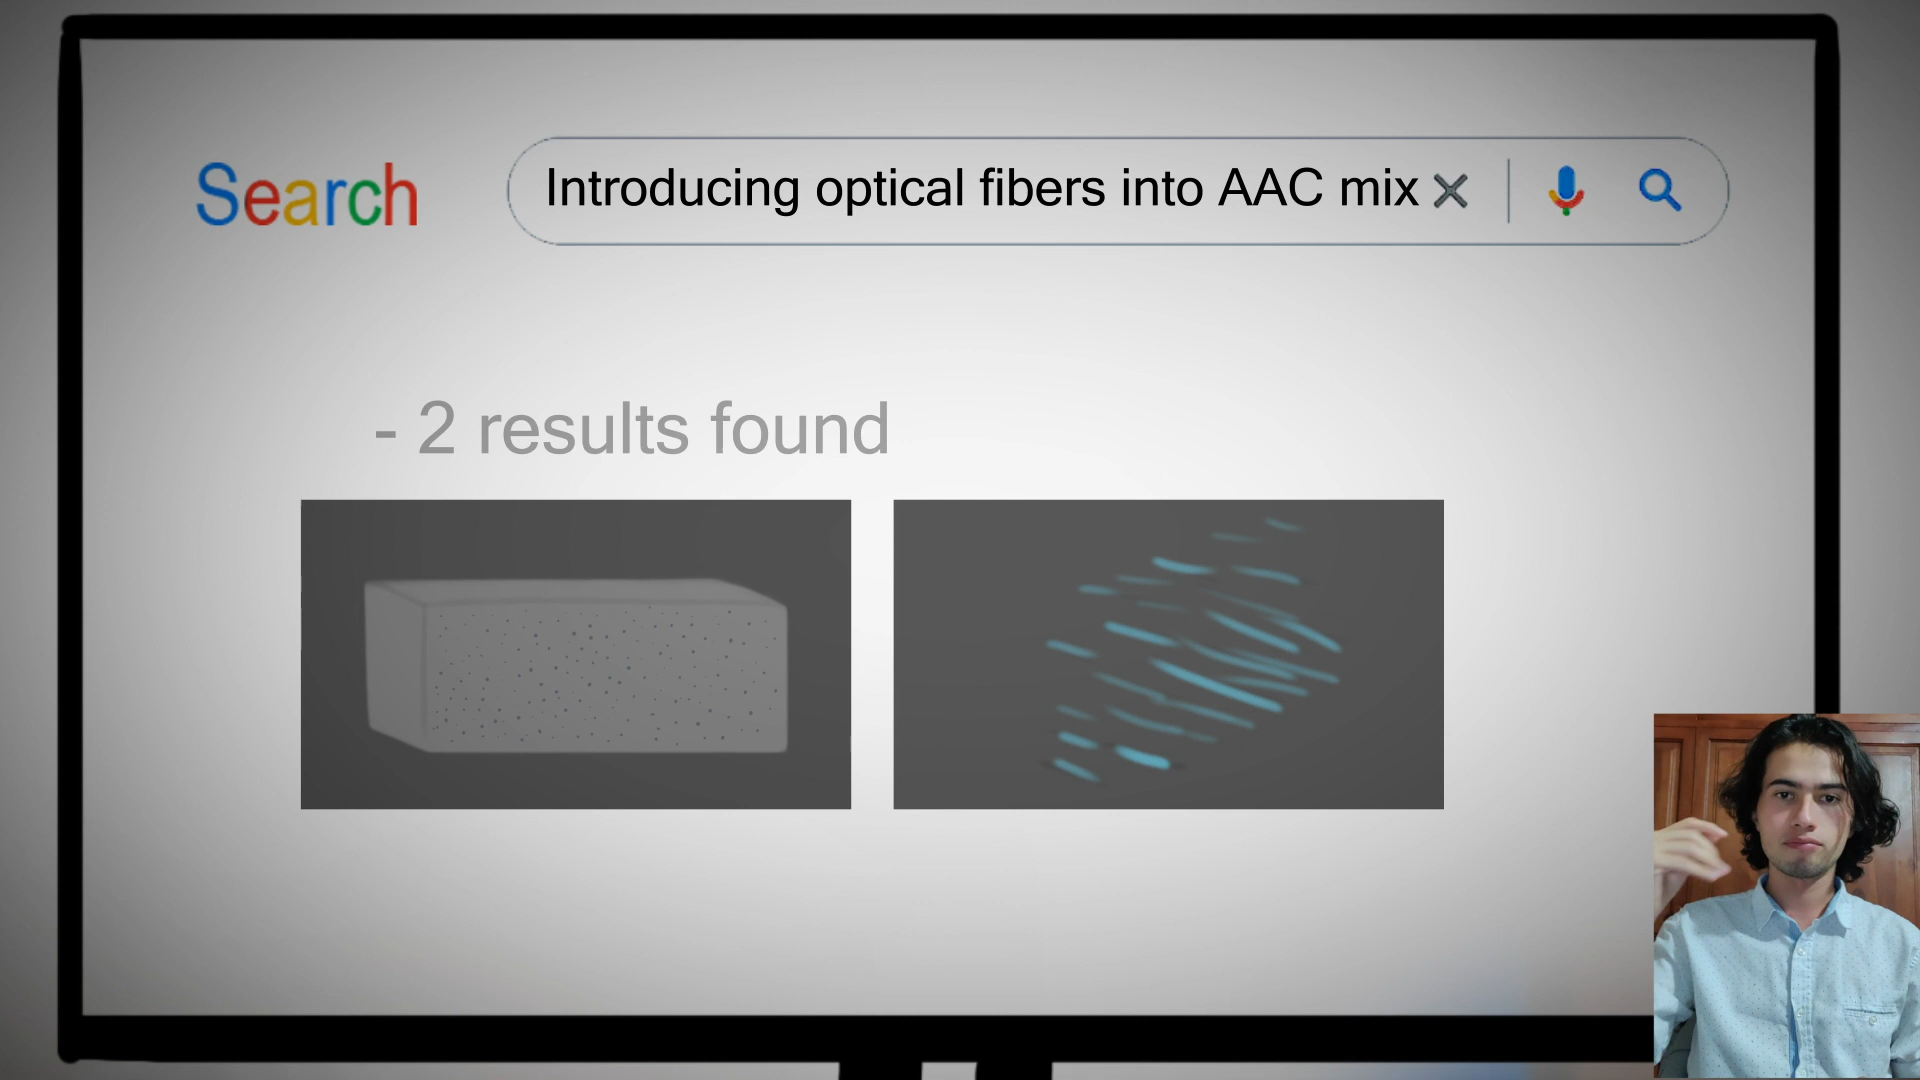 Search
Introducing optical fibers into AAC mix
- 2 results found